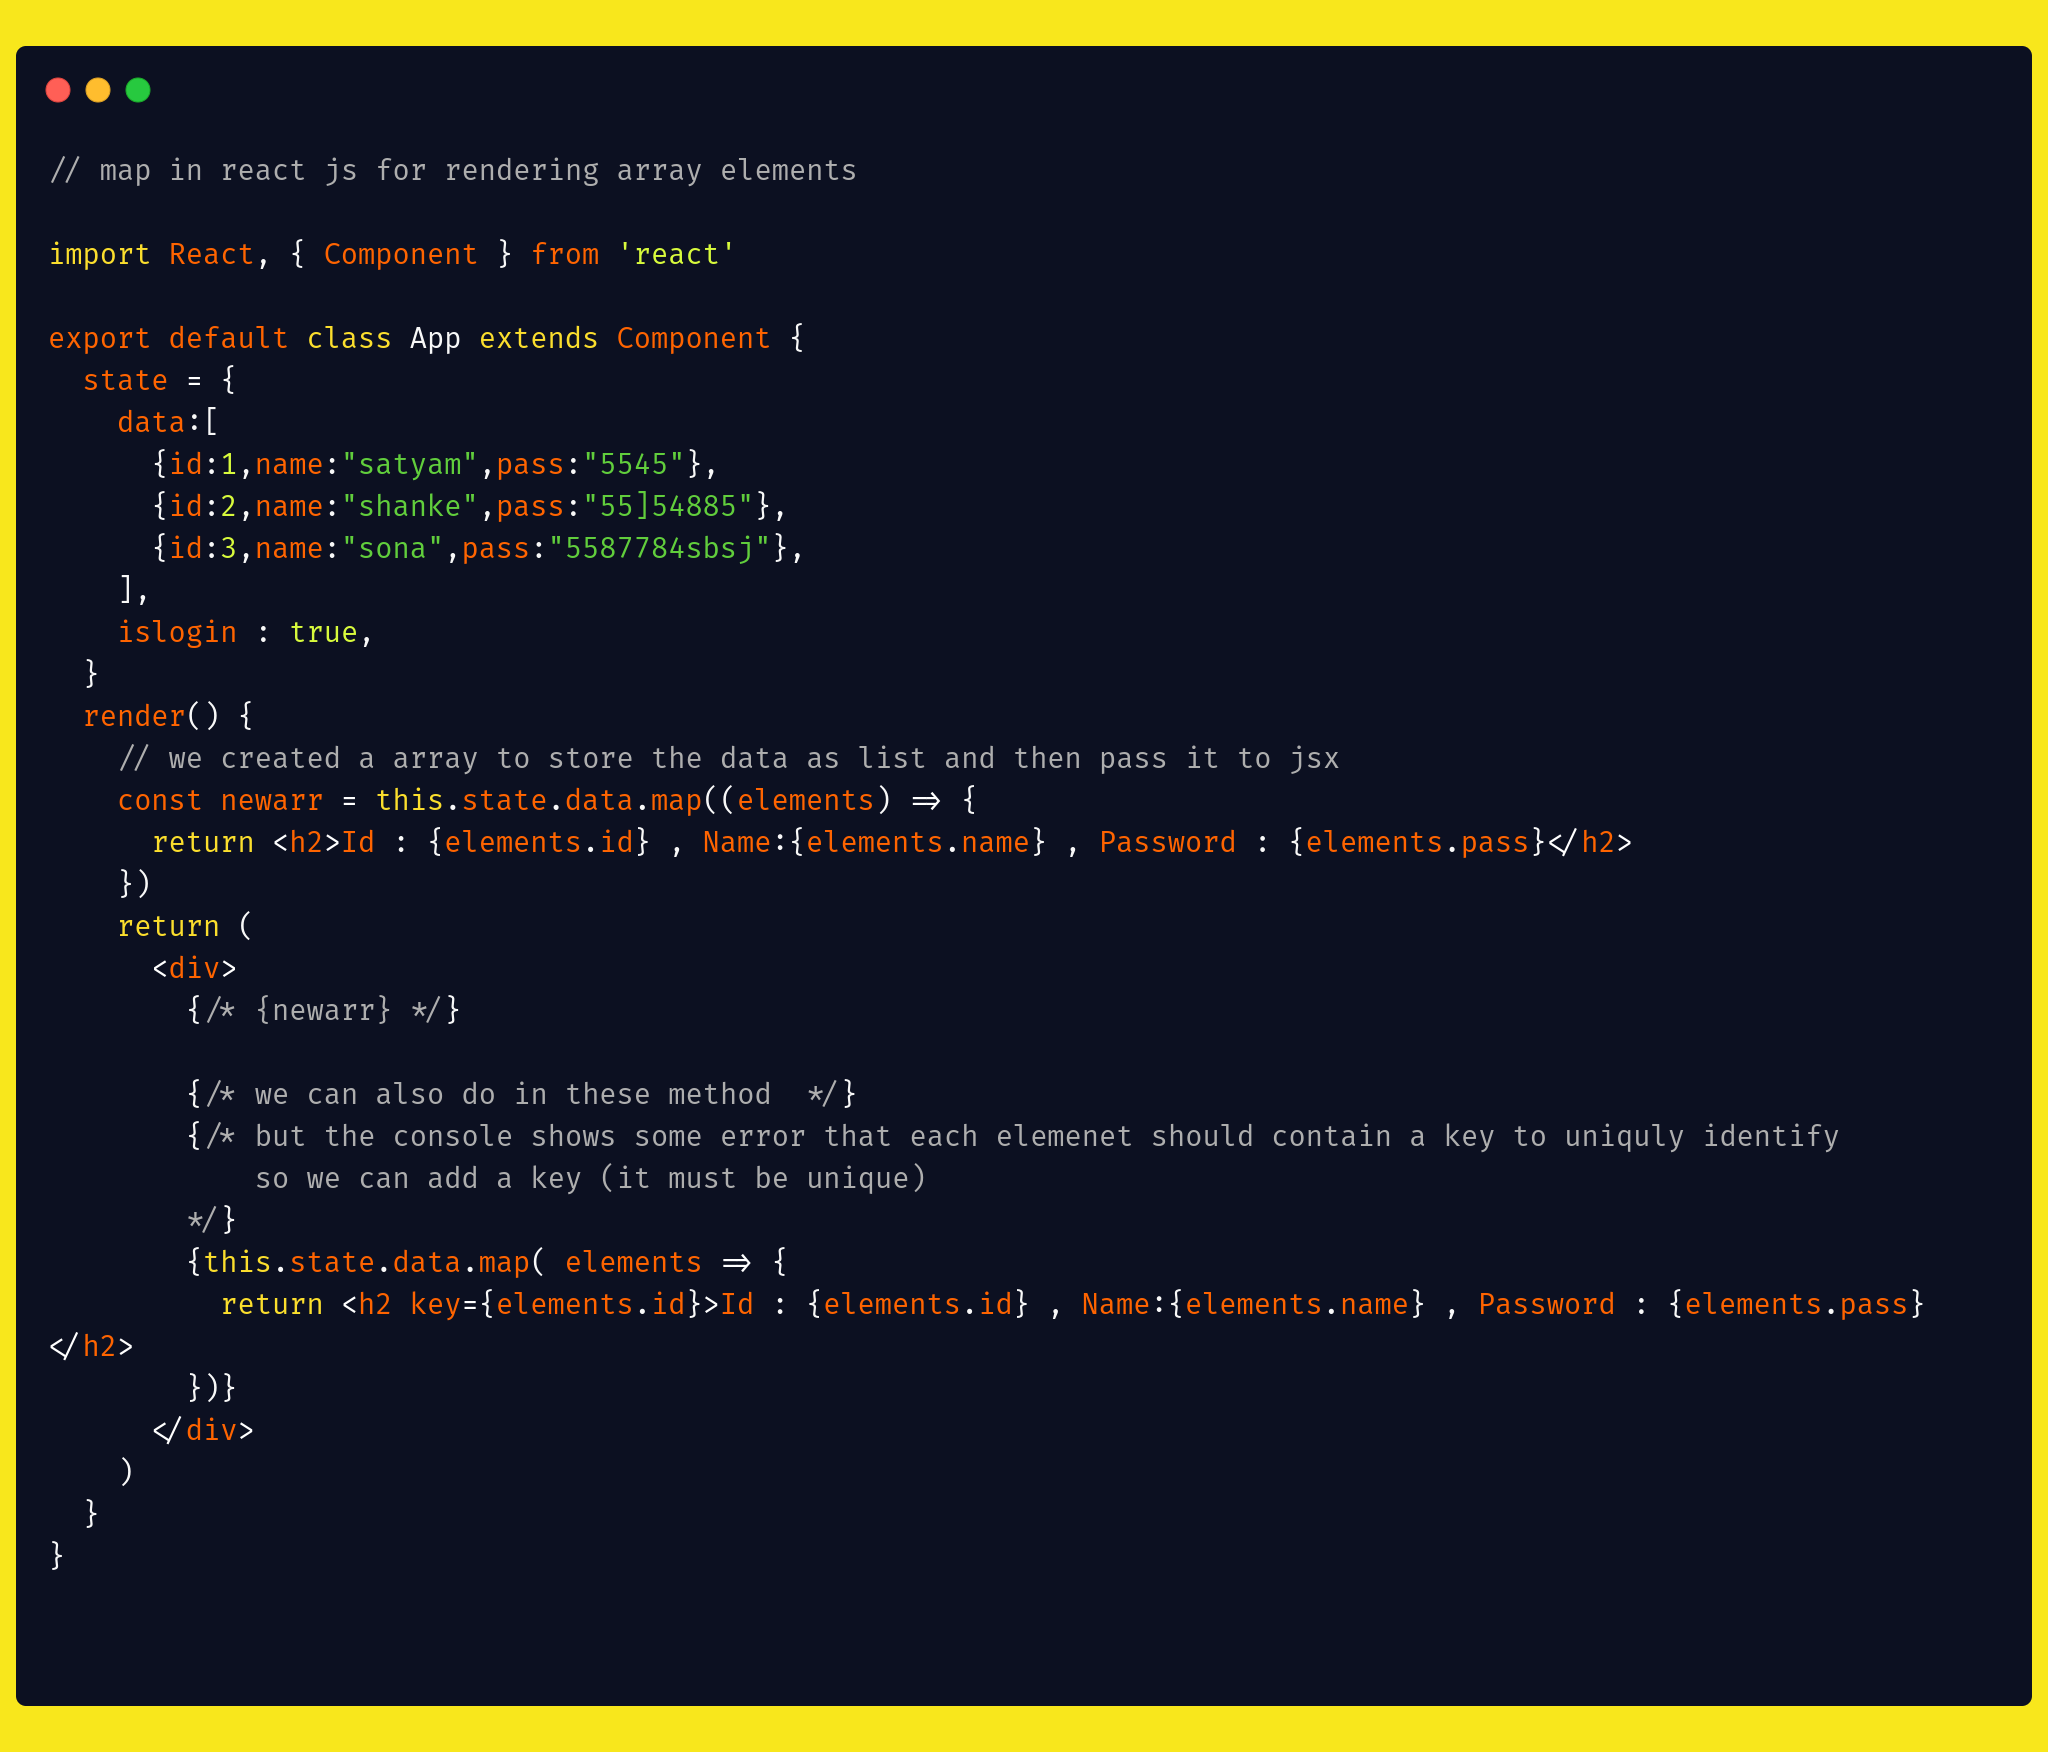 // map in react js for rendering array elements
import React, { Component } from 'react'
export default class App extends Component {
  state = {
    data:[
      {id:1,name:"satyam",pass:"5545"},
      {id:2,name:"shanke",pass:"55]54885"},
      {id:3,name:"sona",pass:"5587784sbsj"},
    ],
    islogin : true,
  }
  render() {
    // we created a array to store the data as list and then pass it to jsx
    const newarr = this.state.data.map((elements) => {
      return <h2>Id : {elements.id} , Name:{elements.name} , Password : {elements.pass}</h2>
    })
    return (
      <div>
        {/* {newarr} */}
        {/* we can also do in these method  */}
        {/* but the console shows some error that each elemenet should contain a key to uniquly identify
            so we can add a key (it must be unique)
        */}
        {this.state.data.map( elements => {
          return <h2 key={elements.id}>Id : {elements.id} , Name:{elements.name} , Password : {elements.pass}
</h2>
        })}
      </div>
    )
  }
}